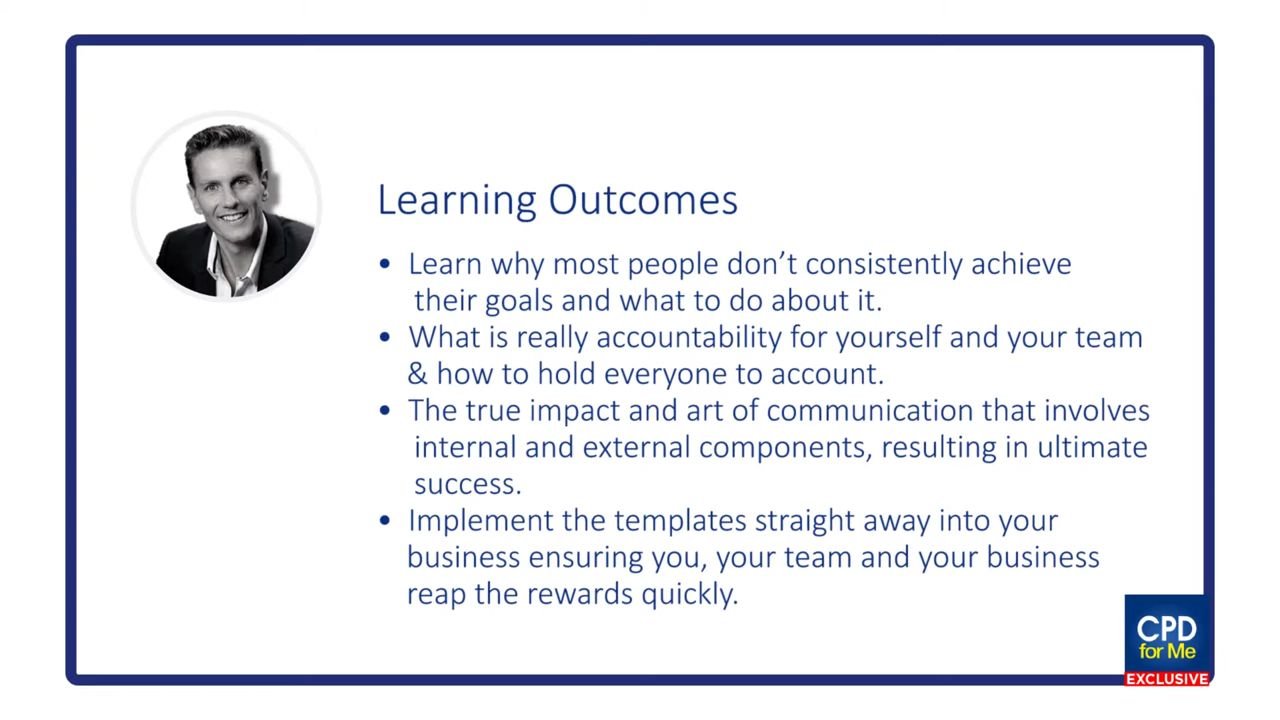 Learning Outcomes
• Learn why most people don’t consistently achieve
their goals and what to do about it.
• What is really accountability for yourself and your team
& how to hold everyone to account.
• The true impact and art of communication that involves
internal and external components, resulting in ultimate
success.
• Implement the templates straight away into your
business ensuring you, your team and your business
reap the rewards quickly.
CPD
for Me
EXCLUSIVE